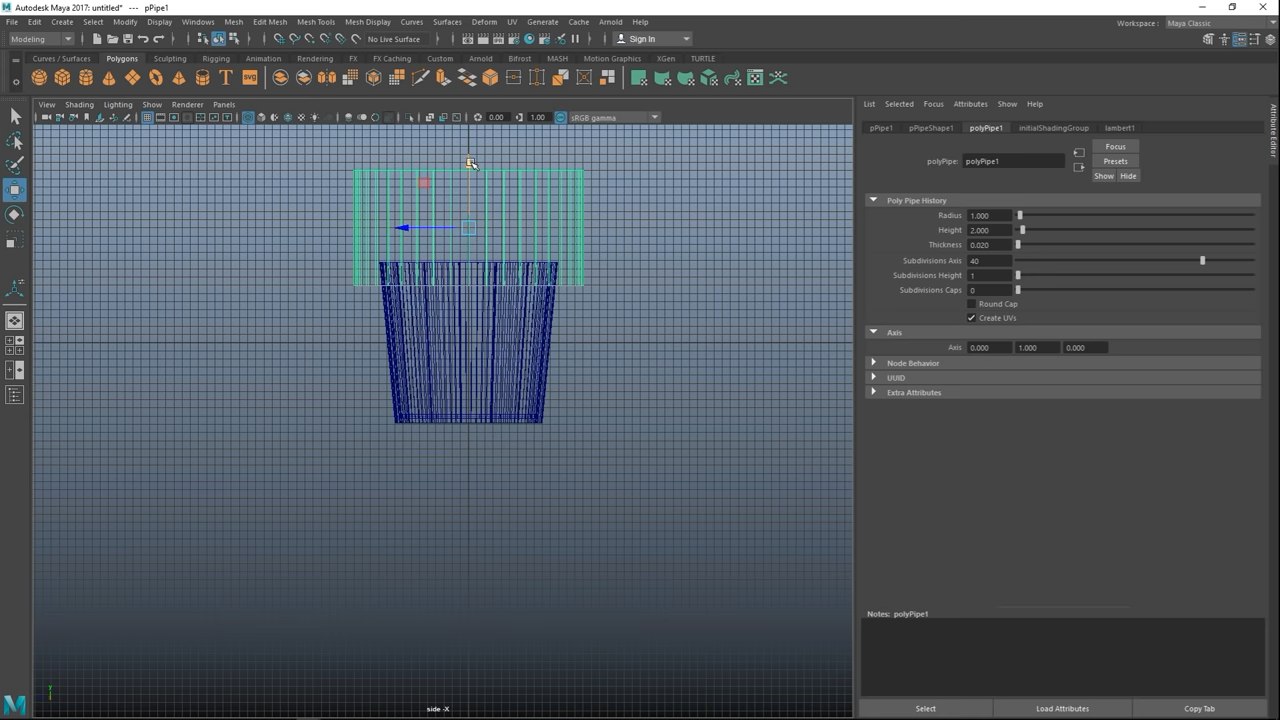 Autodesk Maya 2017: untitled*   ---   pPipe1
File Edit Create Select Modify Display Windows Mesh Edit Mesh Mesh Tools Mesh Display Curves Surfaces Deform UV Generate Cache Arnold Help
Workspace : Maya Classic
Modeling No Live Surface Sign In
Curves / Surfaces Polygons Sculpting Rigging Animation Rendering FX FX Caching Custom Arnold Bifrost MASH Motion Graphics XGen TURTLE
View Shading Lighting Show Renderer Panels
0.00 1.00 sRGB gamma
List Selected Focus Attributes Show Help
pPipe1 pPipeShape1 polyPipe1 initialShadingGroup lambert1
polyPipe: polyPipe1
Focus
Presets
Show Hide
Poly Pipe History
Radius 1.000
Height 2.000
Thickness 0.020
Subdivisions Axis 40
Subdivisions Height 1
Subdivisions Caps 0
Round Cap
Create UVs
Axis
Axis 0.000 1.000 0.000
Node Behavior
UUID
Extra Attributes
Notes: polyPipe1
Select Load Attributes Copy Tab
Attribute Editor
side -X
Y